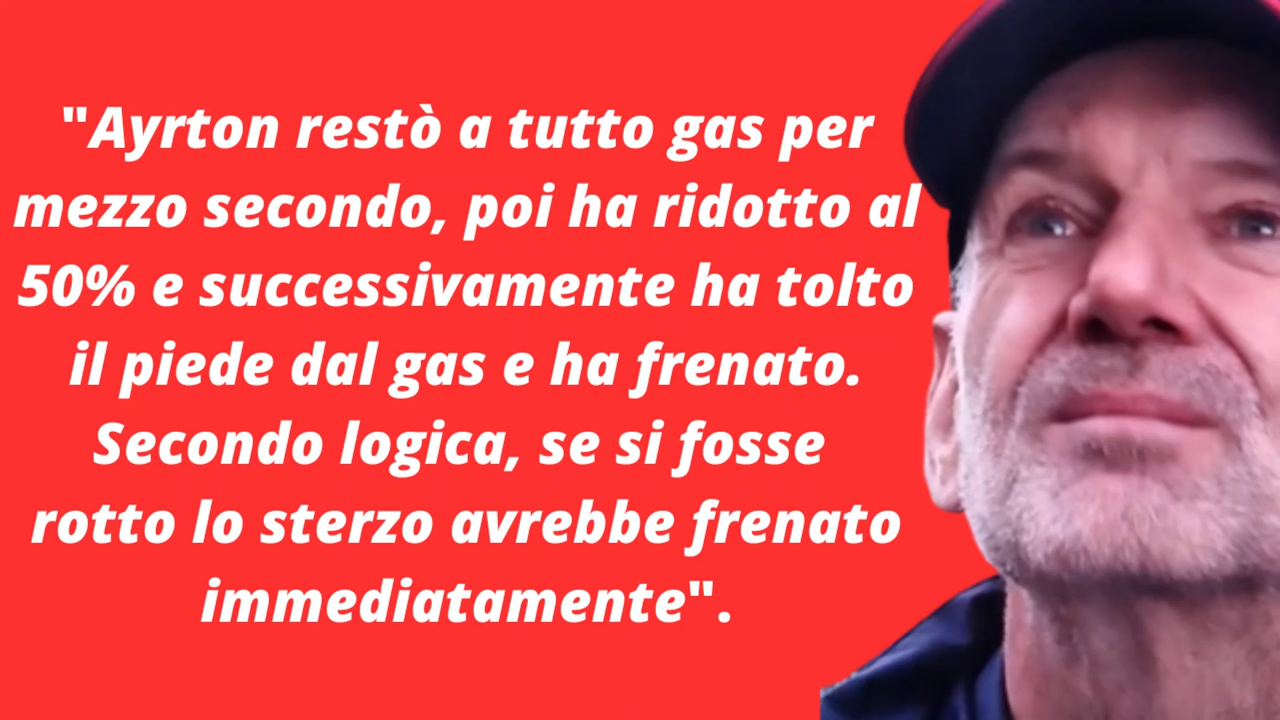 "Ayrton restò a tutto gas per
mezzo secondo, poi ha ridotto al
50% e successivamente ha tolto
il piede dal gas e ha frenato.
Secondo logica, se si fosse
rotto lo sterzo avrebbe frenato
immediatamente".